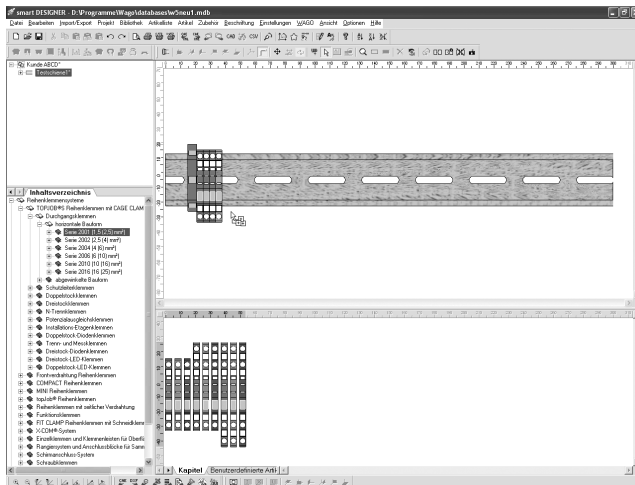 smart DESIGNER - D:\Programme\Wago\databases\w5neu1.mdb
Datei Bearbeiten Import/Export Projekt Bibliothek Artikelliste Artikel Zubehör Beschriftung Einstellungen WAGO Ansicht Optionen Hilfe
CSV
Kunde ABCD*
Testschiene1*
Inhaltsverzeichnis
Reihenklemmensysteme
TOPJOB®S Reihenklemmen mit CAGE CLAM
Durchgangsklemmen
horizontale Bauform
Serie 2001 (1,5 (2,5) mm²)
Serie 2002 (2,5 (4) mm²)
Serie 2004 (4 (6) mm²)
Serie 2006 (6 (10) mm²)
Serie 2010 (10 (16) mm²)
Serie 2016 (16 (25) mm²)
abgewinkelte Bauform
Schutzleiterklemmen
Doppelstockklemmen
Dreistockklemmen
N-Trennklemmen
Potenzialausgleichsklemmen
Installations-Etagenklemmen
Doppelstock-Diodenklemmen
Trenn- und Messklemmen
Dreistock-Diodenklemmen
Dreistock-LED-Klemmen
Doppelstock-LED-Klemmen
Frontverdrahtung Reihenklemmen
COMPACT Reihenklemmen
MINI Reihenklemmen
topJob® Reihenklemmen
Reihenklemmen mit seitlicher Verdrahtung
Funktionsklemmen
FIT CLAMP Reihenklemmen mit Schneidklem
X-COM®-System
Einzelklemmen und Klemmenleisten für Oberflä
Rangiersystem und Anschlussblöcke für Samm
Schirmanschluss-System
Schraubklemmen
Kapitel
Benutzerdefinierte Artik